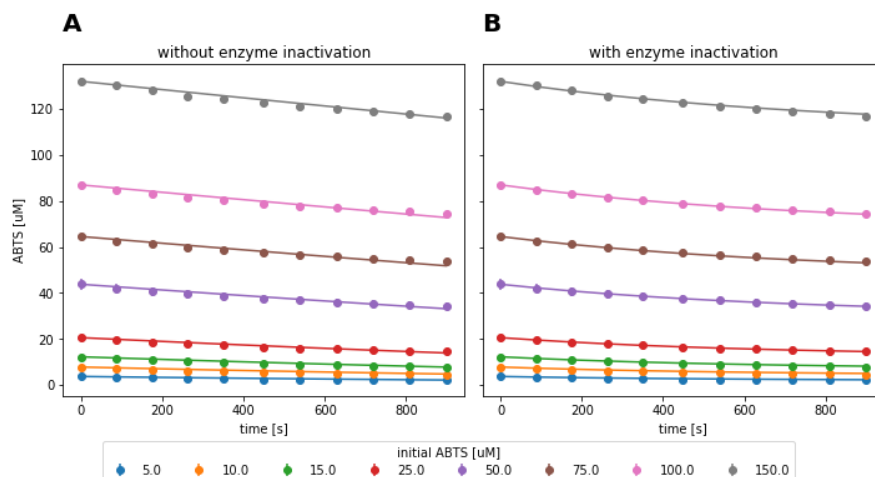 A
B
without enzyme inactivation
with enzyme inactivation
ABTS [uM]
120
100
80
60
40
20
0
0 200 400 600 800
0 200 400 600 800
time [s]
time [s]
initial ABTS [uM]
5.0 10.0 15.0 25.0 50.0 75.0 100.0 150.0